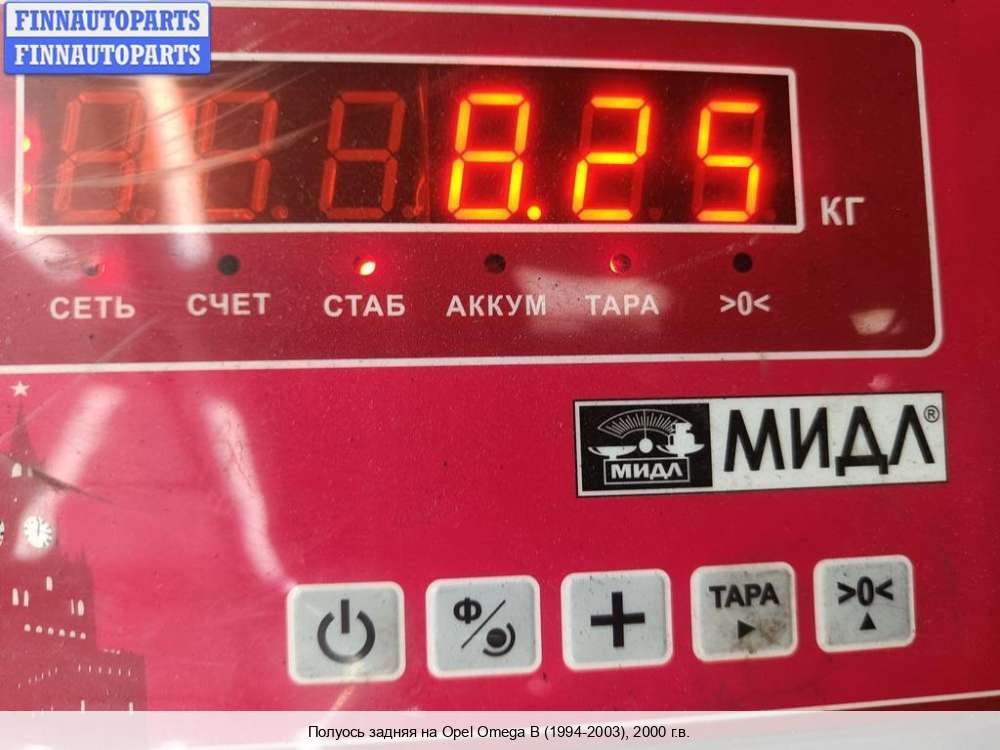 FINNAUTOPARTS
FINNAUTOPARTS
8.25
КГ
СЕТЬ СЧЕТ СТАБ АККУМ ТАРА >0<
МИДЛ МИДЛ®
Ф ТАРА >0<
Полуось задняя на Opel Omega B (1994-2003), 2000 г.в.